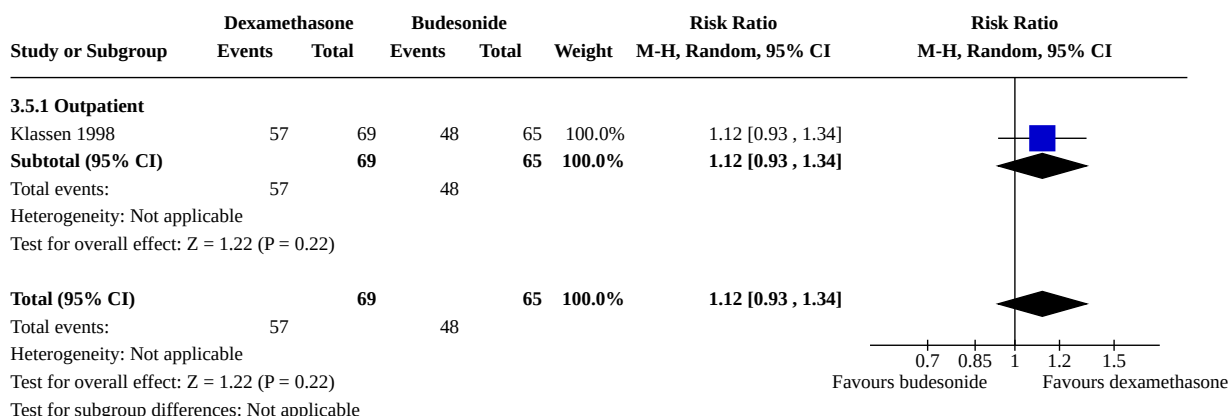 Dexamethasone Budesonide Risk Ratio Risk Ratio
Study or Subgroup Events Total Events Total Weight M-H, Random, 95% CI M-H, Random, 95% CI
3.5.1 Outpatient
Klassen 1998 57 69 48 65 100.0% 1.12 [0.93 , 1.34]
Subtotal (95% CI) 69 65 100.0% 1.12 [0.93 , 1.34]
Total events: 57 48
Heterogeneity: Not applicable
Test for overall effect: Z = 1.22 (P = 0.22)
Total (95% CI) 69 65 100.0% 1.12 [0.93 , 1.34]
Total events: 57 48
Heterogeneity: Not applicable
0.7 0.85 1 1.2 1.5
Test for overall effect: Z = 1.22 (P = 0.22) Favours budesonide Favours dexamethasone
Test for subgroup differences: Not applicable